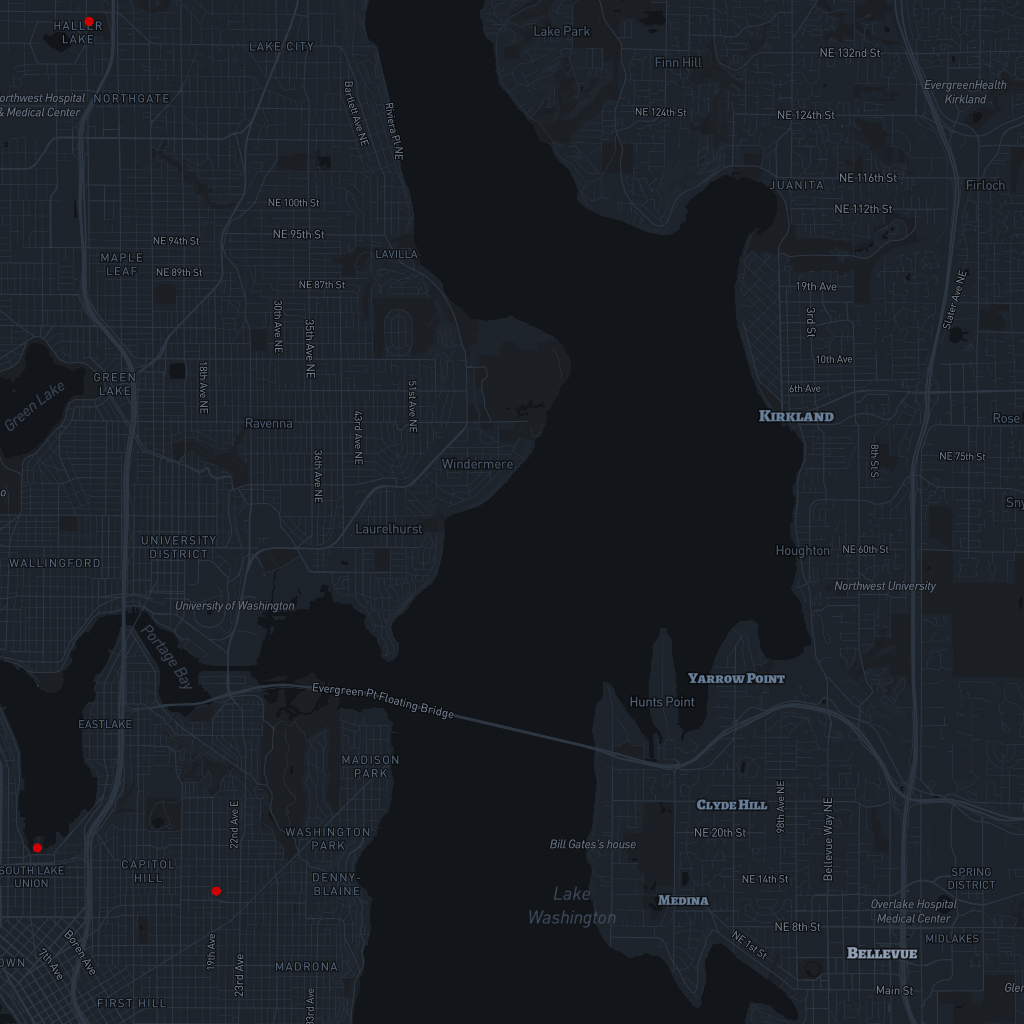 HALLER
LAKE
LAKE CITY
Lake Park
Finn Hill
NE 132nd St
EvergreenHealth
Kirkland
orthwest Hospital
& Medical Center
NORTHGATE
Bartlett Ave NE
Riviera Pl NE
NE 124th St
NE 124th St
JUANITA
NE 116th St
Firloch
NE 100th St
NE 112th St
NE 94th St
NE 95th St
LAVILLA
MAPLE
LEAF
NE 89th St
NE 87th St
19th Ave
Slater Ave NE
30th Ave NE
35th Ave NE
3rd St
10th Ave
GREEN
LAKE
Green Lake
18th Ave NE
51st Ave NE
6th Ave
KIRKLAND
Ravenna
43rd Ave NE
Rose
36th Ave NE
Windermere
8th St S
NE 75th St
o
Sny
Laurelhurst
UNIVERSITY
DISTRICT
WALLINGFORD
Houghton
NE 60th St
Northwest University
University of Washington
Portage Bay
YARROW POINT
Evergreen Pt Floating Bridge
Hunts Point
EASTLAKE
MADISON
PARK
CLYDE HILL
98th Ave NE
Bellevue Way NE
22nd Ave E
WASHINGTON
PARK
NE 20th St
Bill Gates's house
SOUTH LAKE
UNION
CAPITOL
HILL
DENNY-
BLAINE
NE 14th St
SPRING
DISTRICT
Lake
Washington
MEDINA
Overlake Hospital
Medical Center
NE 8th St
MIDLAKES
OWN
7th Ave
Boren Ave
19th Ave
23rd Ave
MADRONA
NE 1st St
BELLEVUE
FIRST HILL
33rd Ave
Main St
Glen